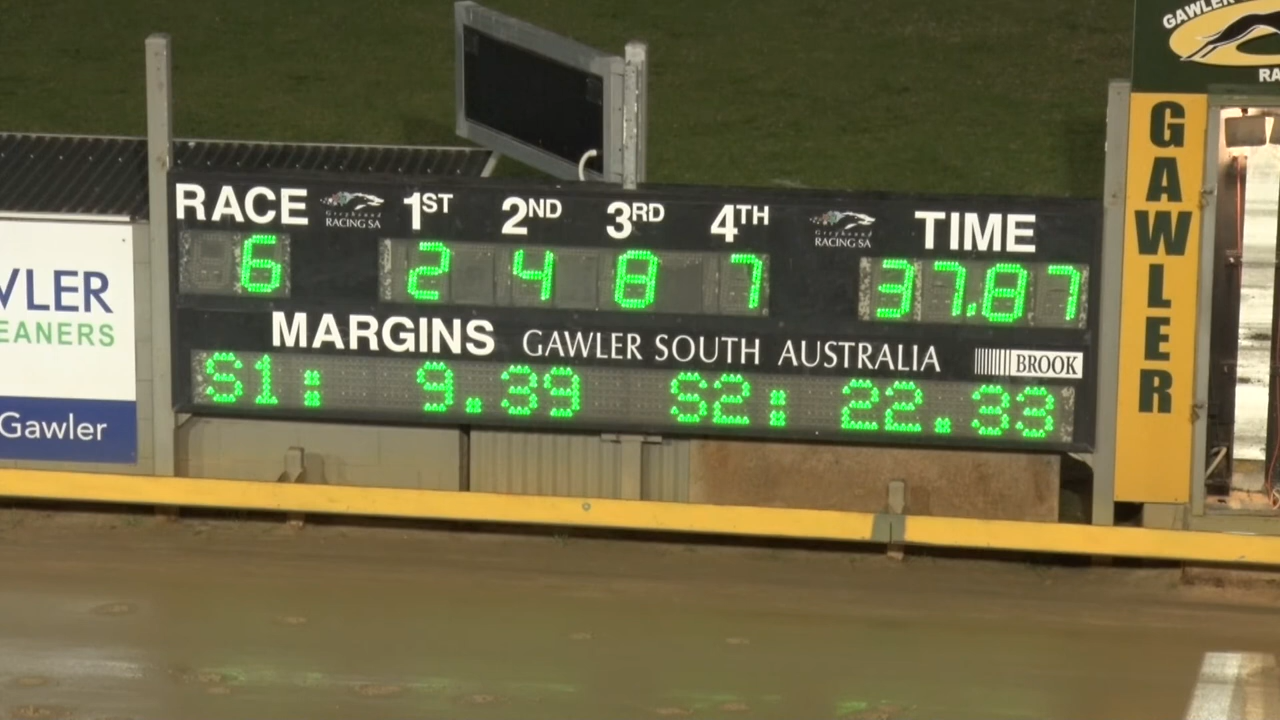 GAWLER
RA
RACE
Greyhound
RACING SA
1ST 2ND 3RD 4TH
Greyhound
RACING SA
TIME
6 2 4 8 7 37.87
MARGINS GAWLER SOUTH AUSTRALIA BROOK
S1: 9.39 S2: 22.33
VLER
EANERS
Gawler
GAWLER